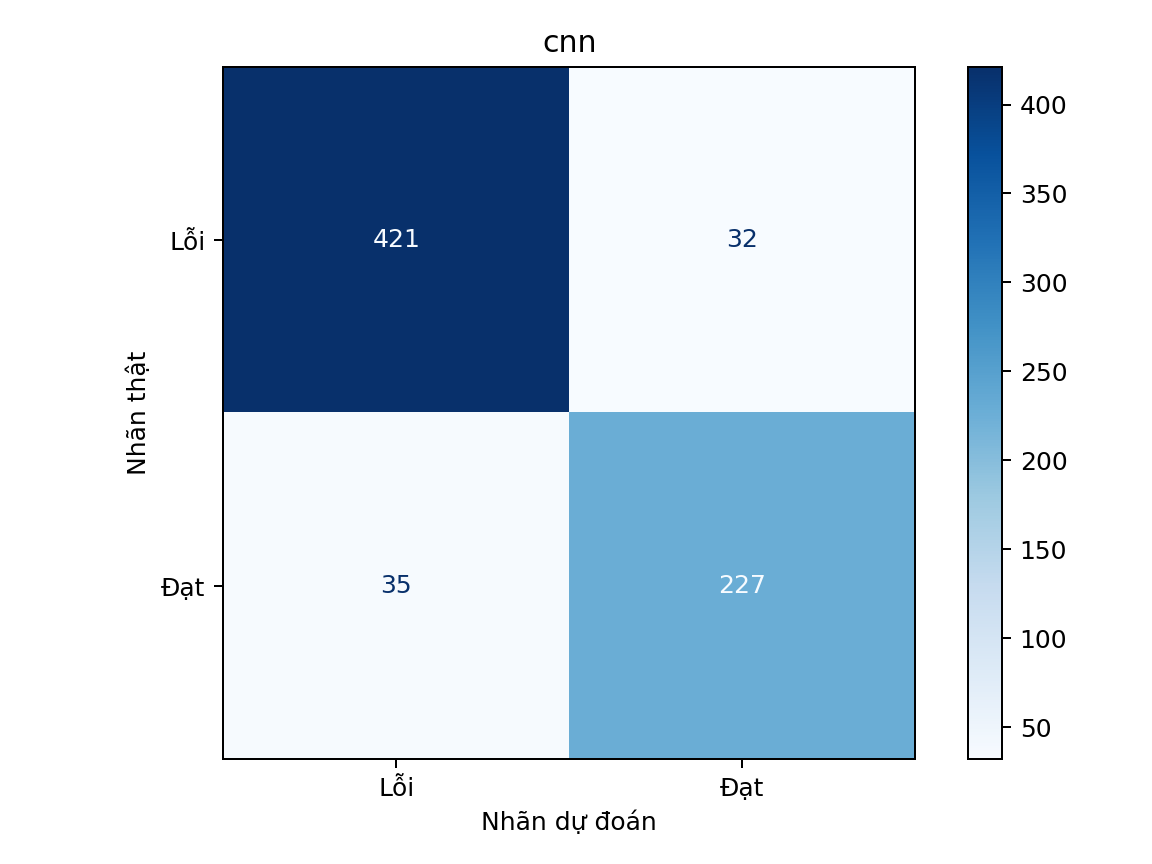 cnn
Lỗi
421
32
Đạt
35
227
Lỗi
Đạt
Nhãn thật
Nhãn dự đoán
400
350
300
250
200
150
100
50